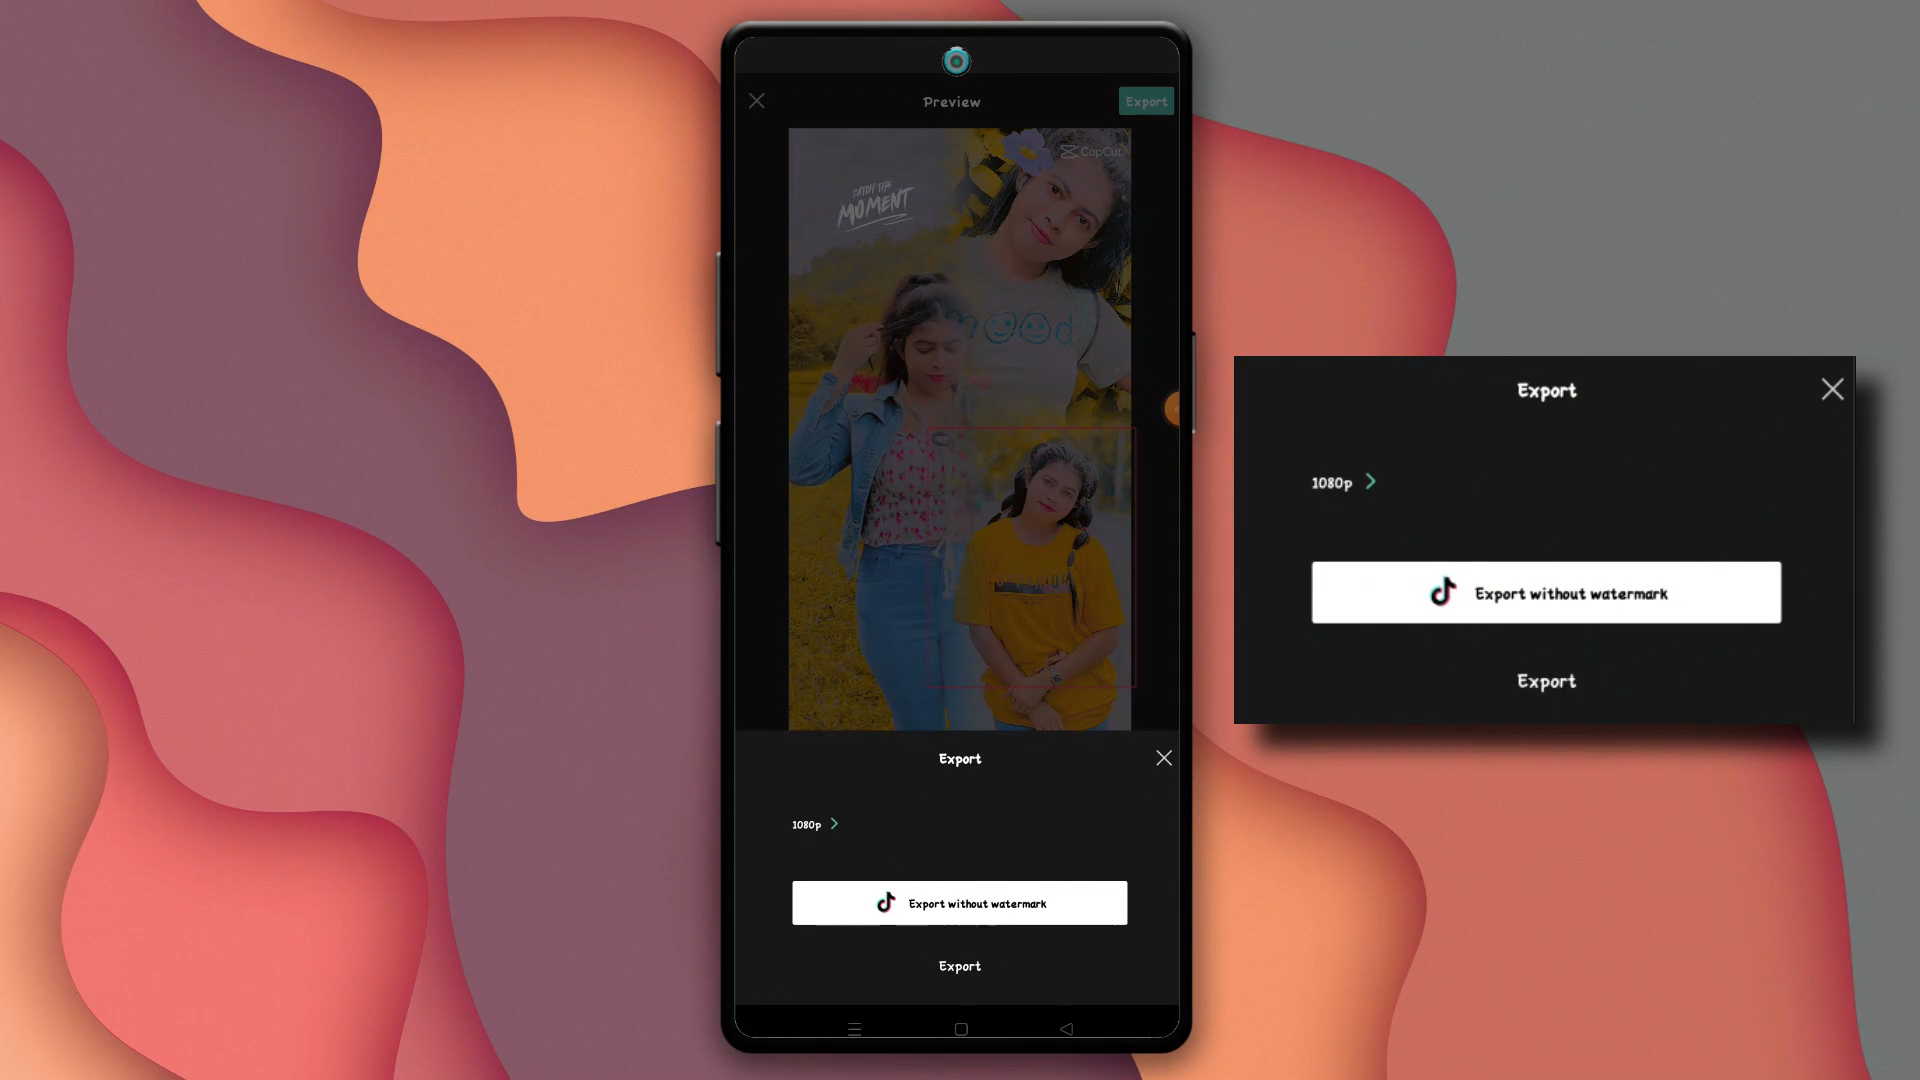 Preview
Export
CapCut
CATCH THE
MOMENT
mood
Export
1080p
Export without watermark
Export
Export
1080p
Export without watermark
Export